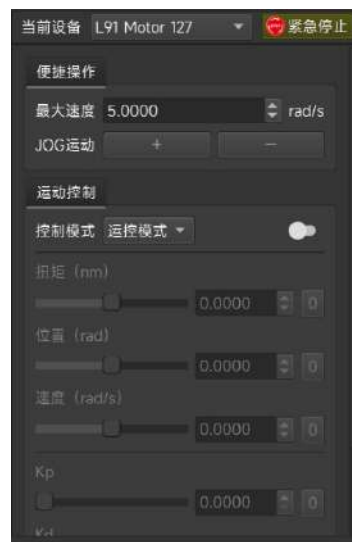 当前设备 L91 Motor 127 紧急停止
便捷操作
最大速度 5.0000 rad/s
JOG运动 + −
运动控制
控制模式 运控模式
扭矩 (nm)
0.0000 0
位置 (rad)
0.0000 0
速度 (rad/s)
0.0000 0
Kp
0.0000 0
Kd